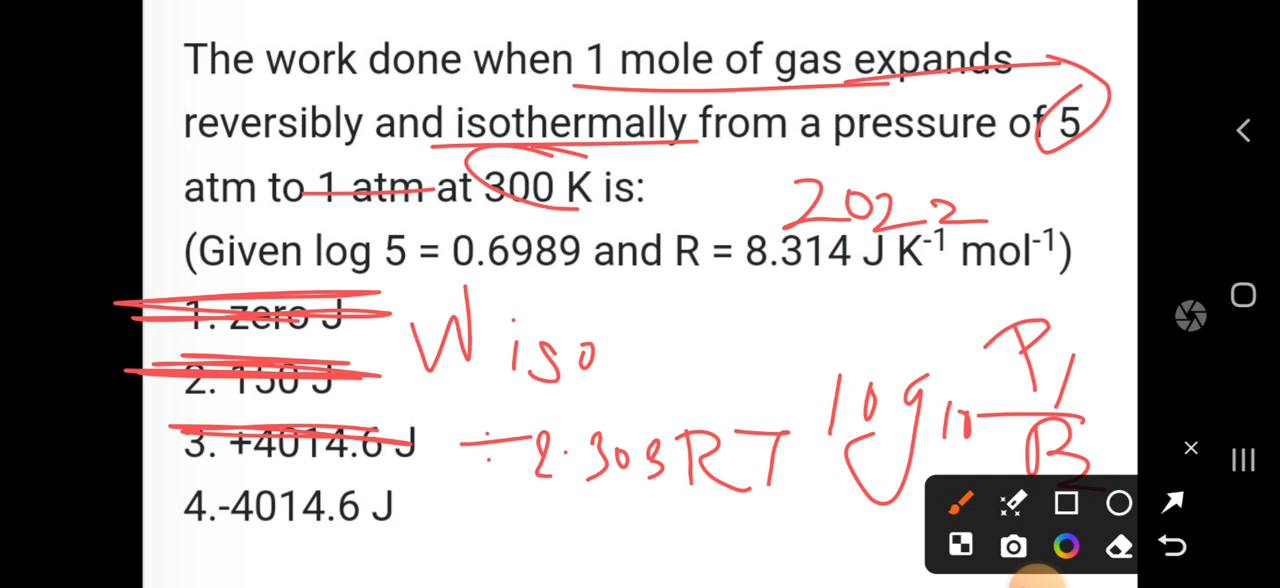 The work done when 1 mole of gas expands
reversibly and isothermally from a pressure of 5
atm to 1 atm at 300 K is:
2022
(Given log 5 = 0.6989 and R = 8.314 J K⁻¹ mol⁻¹)
1. zero J
2. 150 J
3. +4014.6 J
4.-4014.6 J
W iso
-2.303RT log10 P1
P2